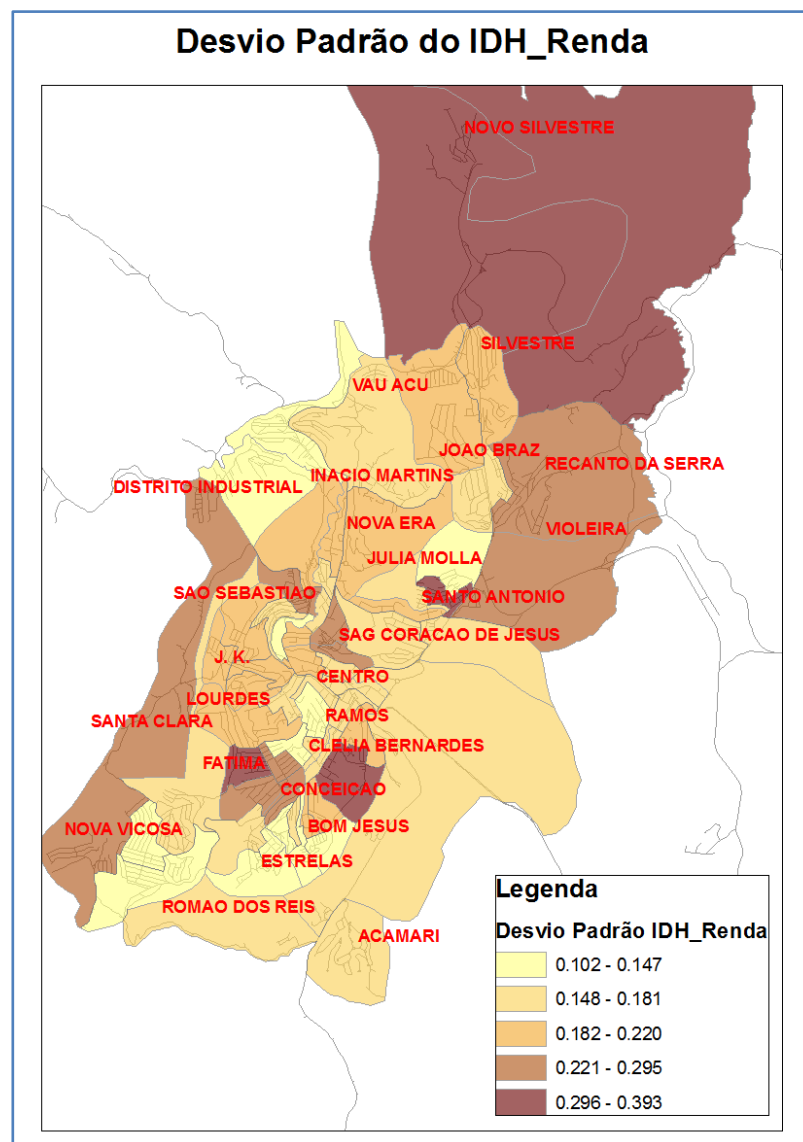 Desvio Padrão do IDH_Renda
NOVO SILVESTRE
SILVESTRE
VAU ACU
JOAO BRAZ
RECANTO DA SERRA
INACIO MARTINS
DISTRITO INDUSTRIAL
NOVA ERA
VIOLEIRA
JULIA MOLLA
SAO SEBASTIAO
SANTO ANTONIO
SAG CORACAO DE JESUS
J. K.
CENTRO
LOURDES
RAMOS
SANTA CLARA
CLELIA BERNARDES
FATIMA
CONCEICAO
NOVA VICOSA
BOM JESUS
ESTRELAS
ROMAO DOS REIS
ACAMARI
Legenda
Desvio Padrão IDH_Renda
0.102 - 0.147
0.148 - 0.181
0.182 - 0.220
0.221 - 0.295
0.296 - 0.393